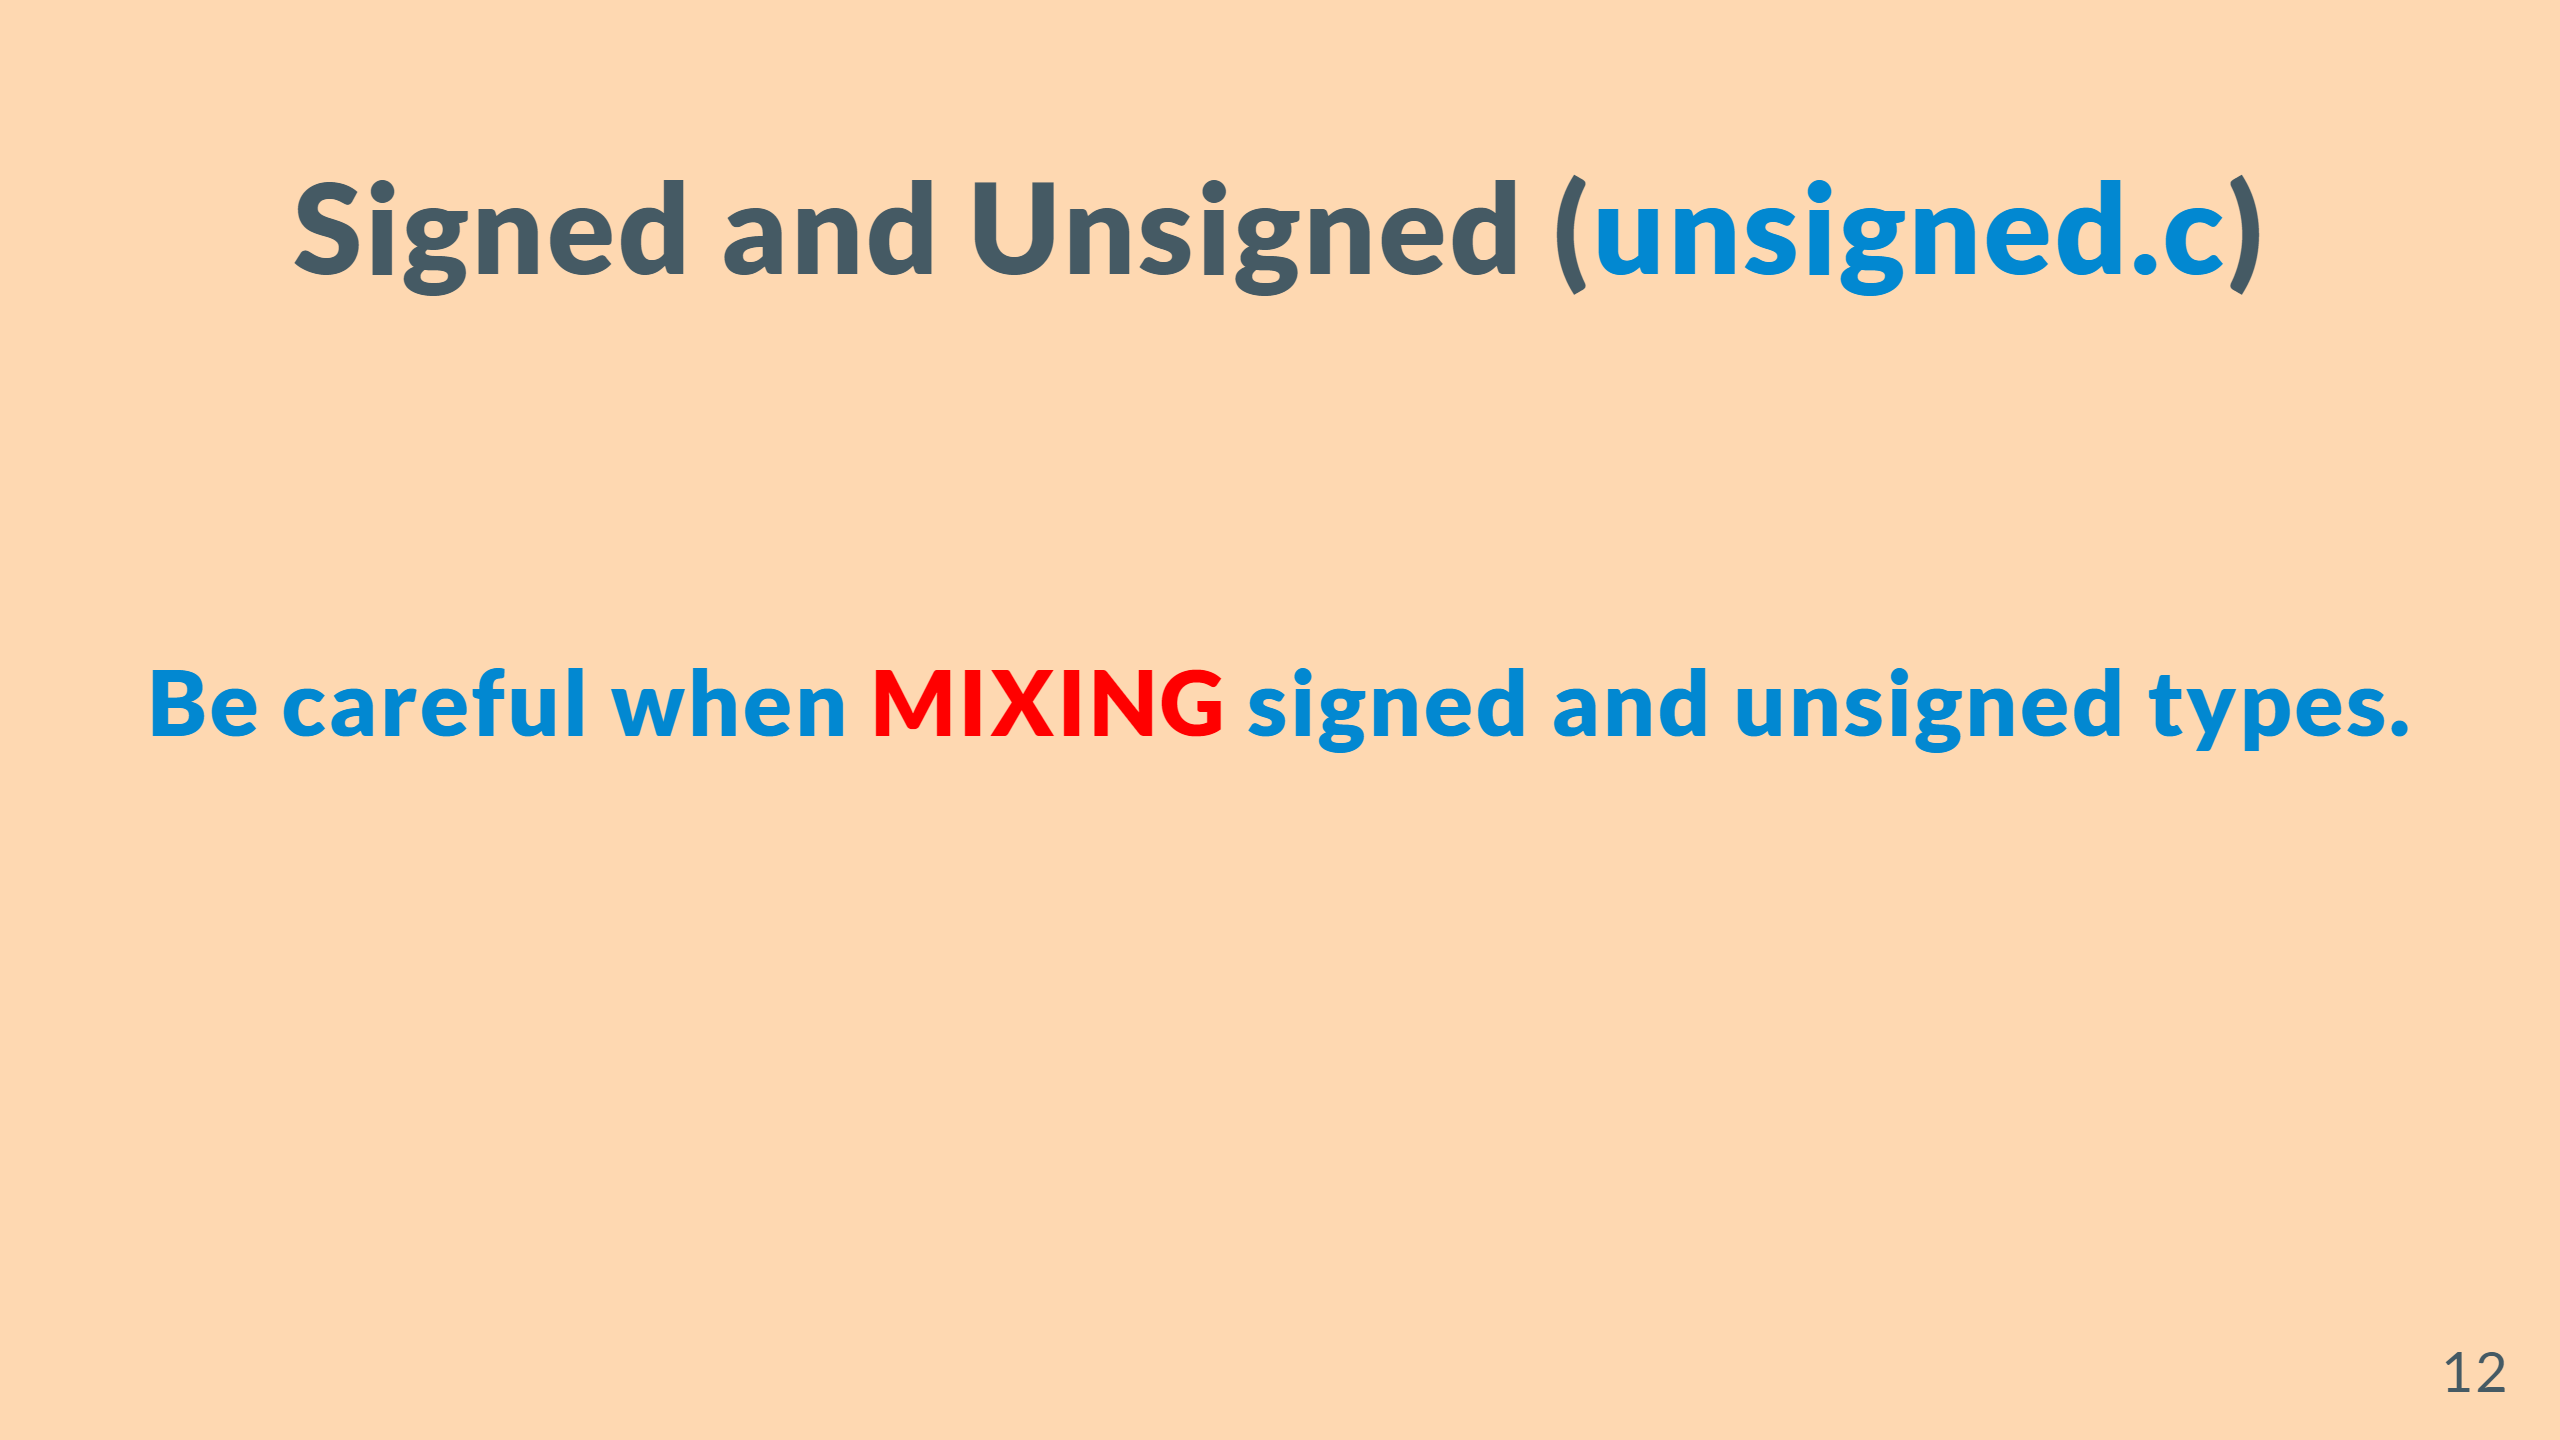 Signed and Unsigned (unsigned.c)
Be careful when MIXING signed and unsigned types.
12